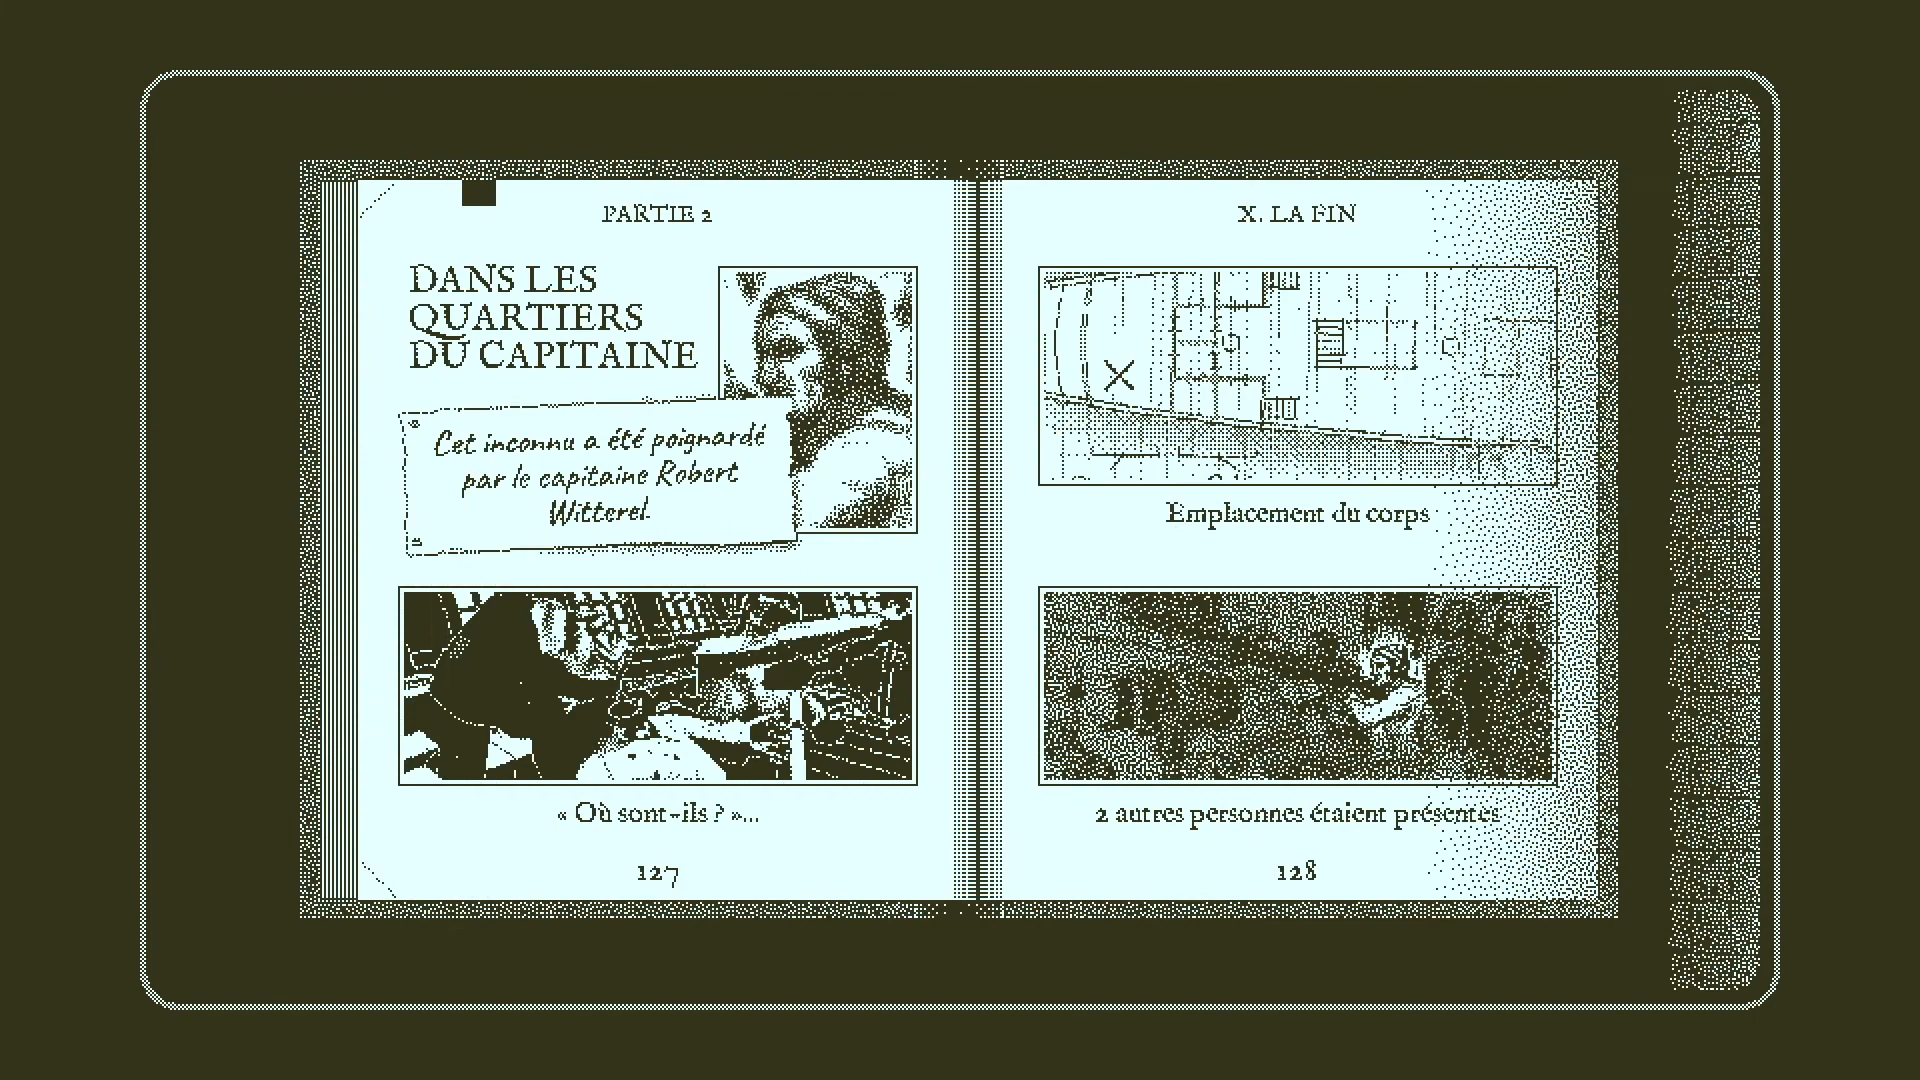 PARTIE 2
DANS LES
QUARTIERS
DU CAPITAINE
Cet inconnu a été poignardé
par le capitaine Robert
Witterel.
« Où sont-ils ? »...
127
X. LA FIN
Emplacement du corps
2 autres personnes étaient présentes
128